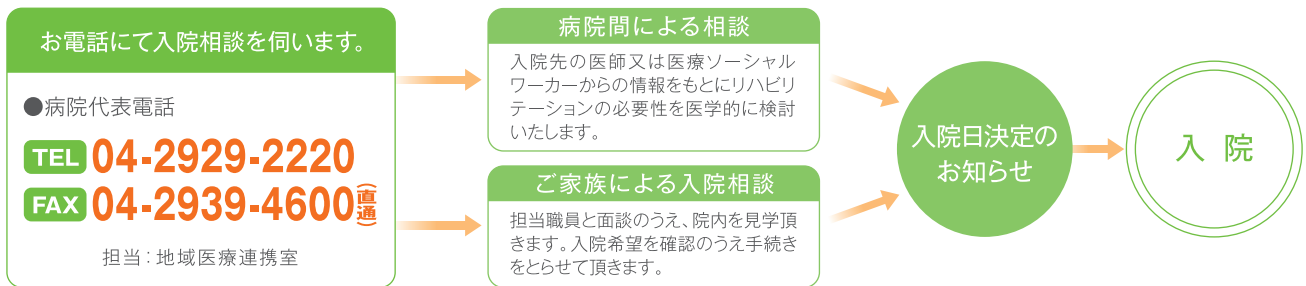 お電話にて入院相談を伺います。
●病院代表電話
TEL 04-2929-2220
FAX 04-2939-4600(直通)
担当：地域医療連携室
病院間による相談
入院先の医師又は医療ソーシャル
ワーカーからの情報をもとにリハビリ
テーションの必要性を医学的に検討
いたします。
ご家族による入院相談
担当職員と面談のうえ、院内を見学頂
きます。入院希望を確認のうえ手続き
をとらせて頂きます。
入院日決定の
お知らせ
入 院